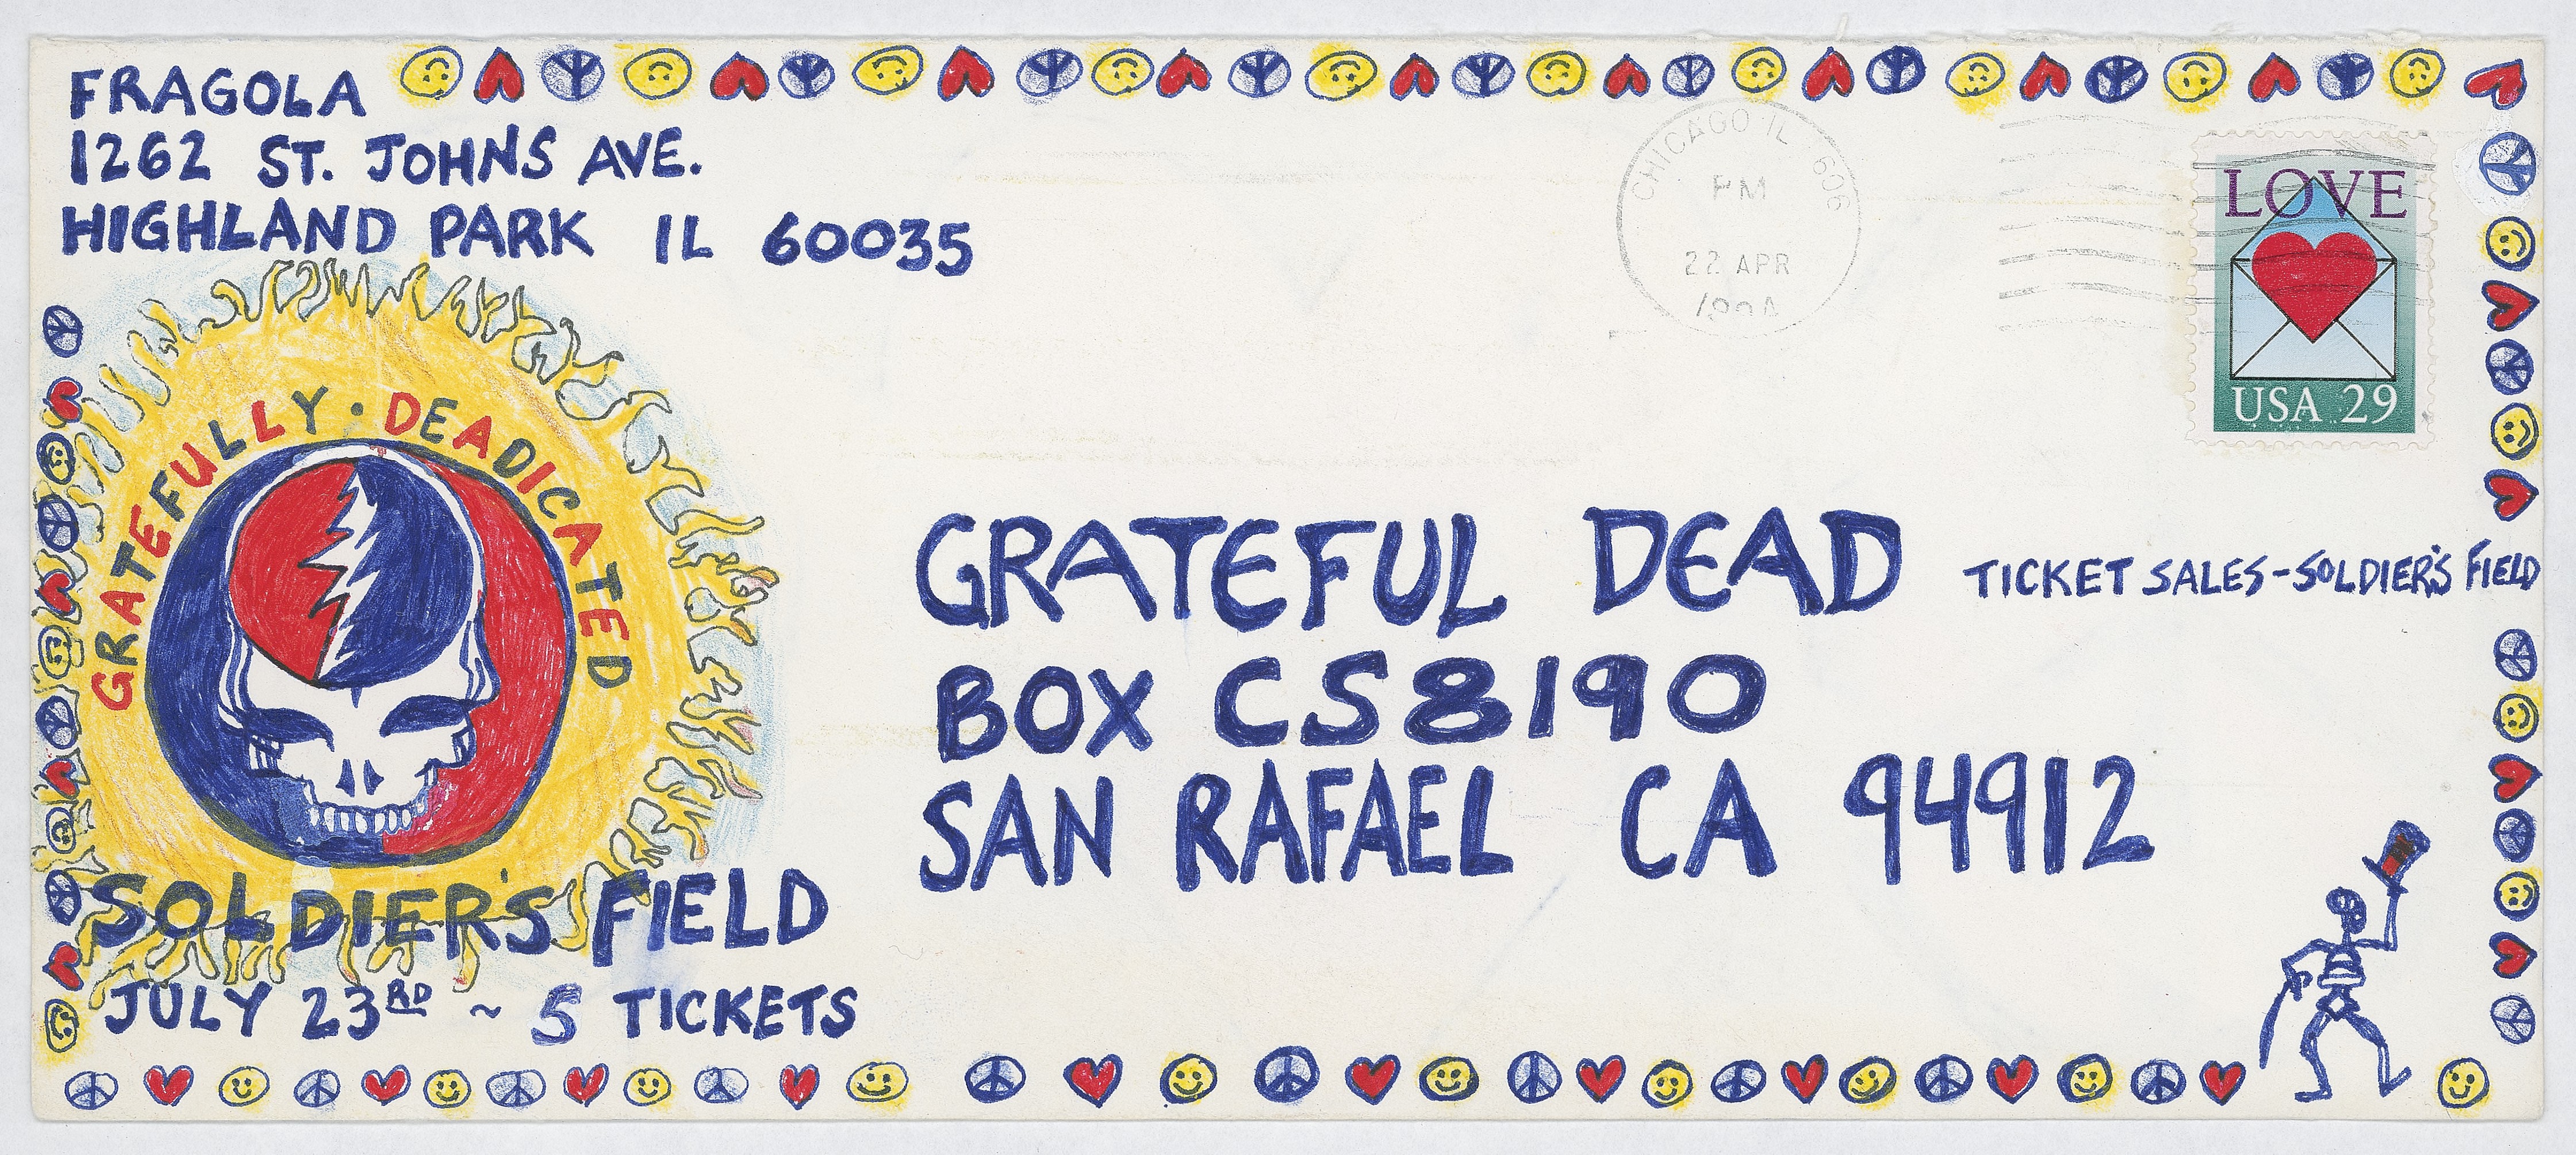 FRAGOLA
1262 ST. JOHNS AVE.
HIGHLAND PARK IL 60035
CHICAGO IL 606
PM
22 APR
LOVE
USA 29
GRATEFULLY · DEADICATED
GRATEFUL DEAD TICKET SALES-SOLDIER'S FIELD
BOX CS8190
SAN RAFAEL CA 94912
SOLDIER'S FIELD
JULY 23RD ~ 5 TICKETS